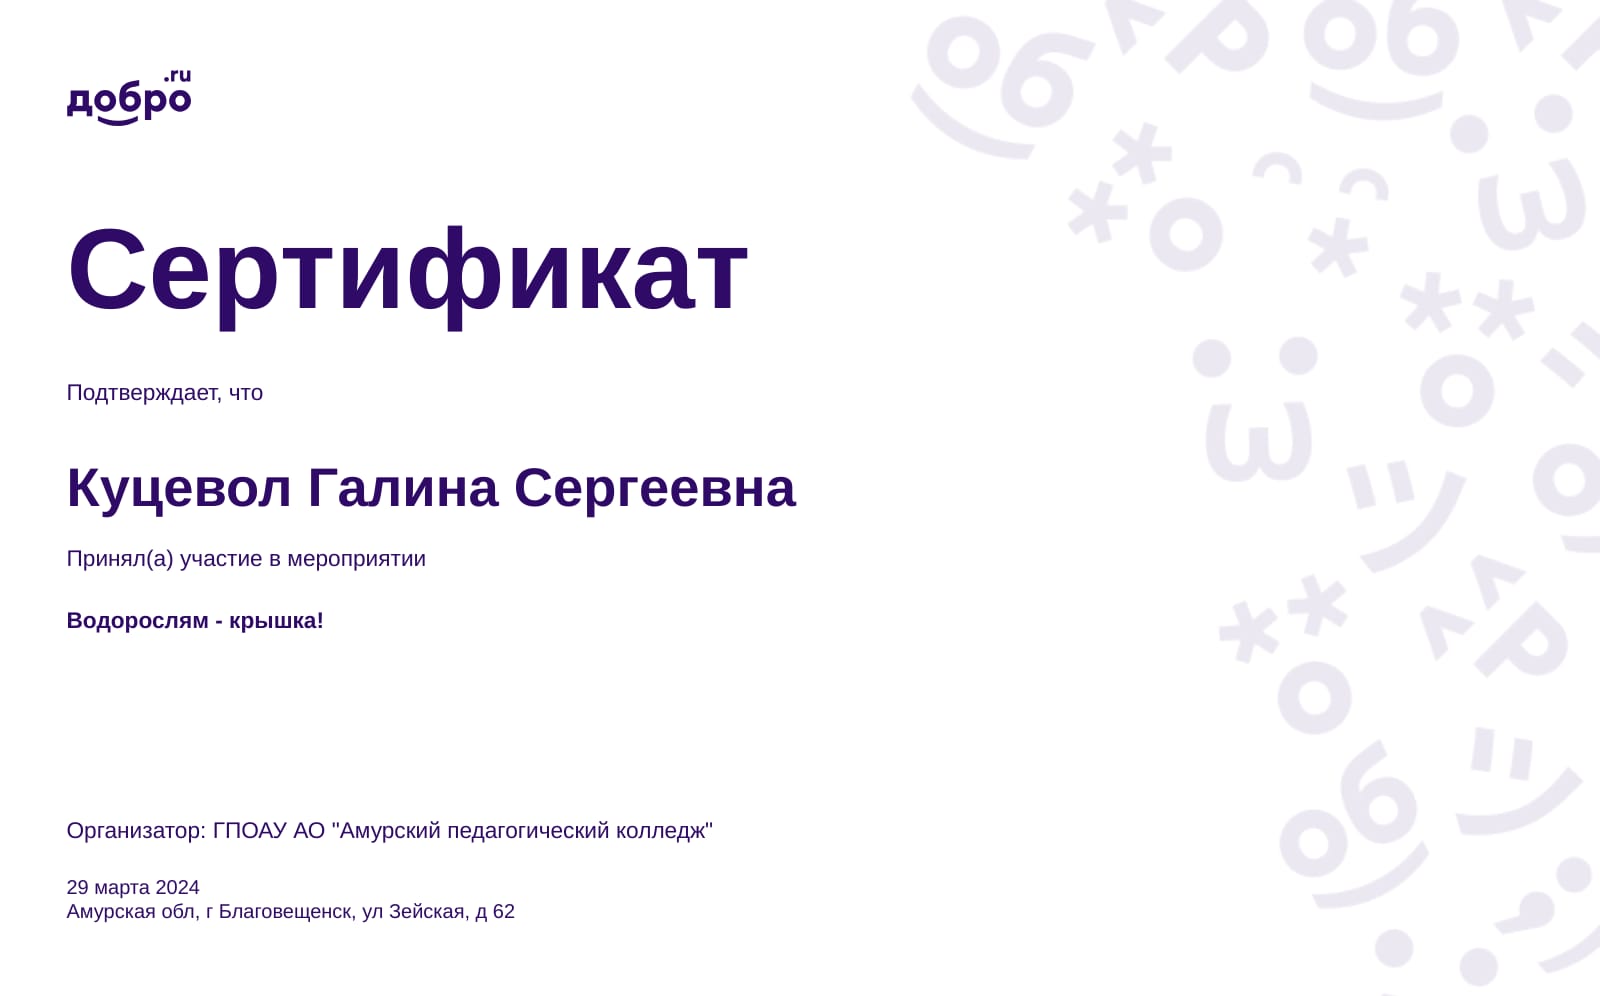 .ru
добро
Сертификат
Подтверждает, что
Куцевол Галина Сергеевна
Принял(а) участие в мероприятии
Водорослям - крышка!
Организатор: ГПОАУ АО "Амурский педагогический колледж"
29 марта 2024
Амурская обл, г Благовещенск, ул Зейская, д 62